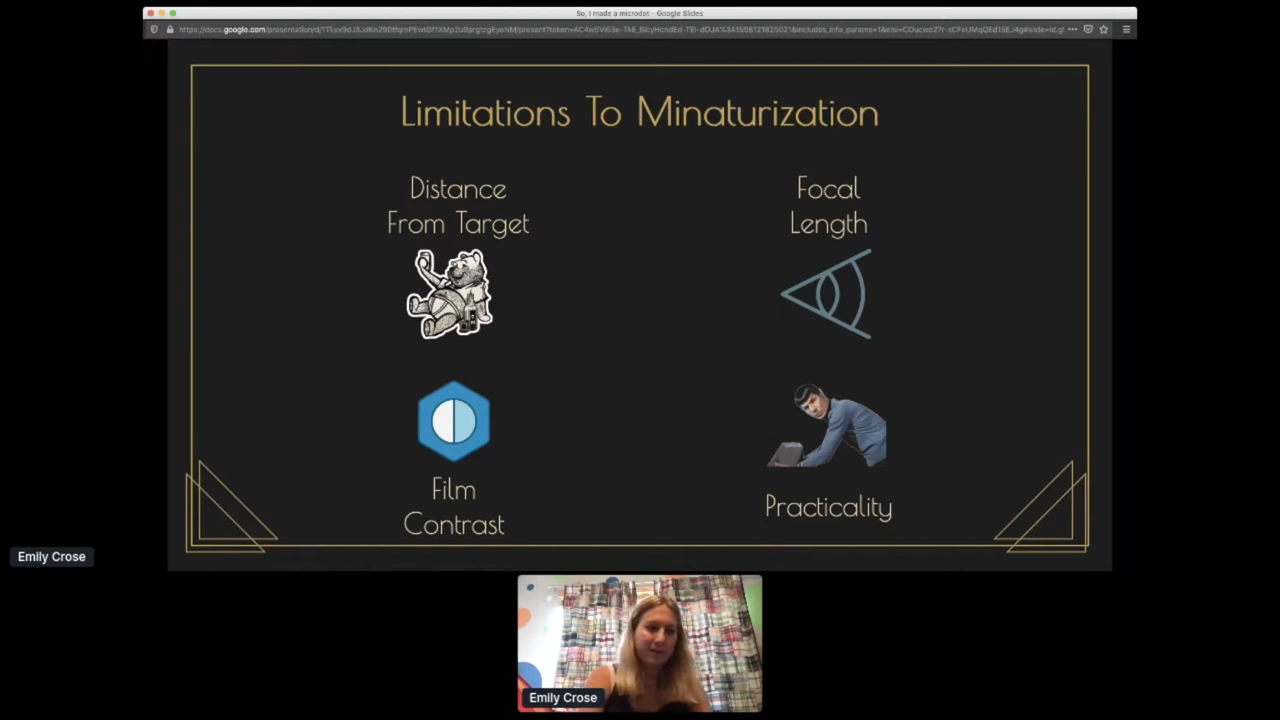 So, I made a microdot - Google Slides
Limitations To Minaturization
Distance
From Target
Focal
Length
Film
Contrast
Practicality
Emily Crose
Emily Crose